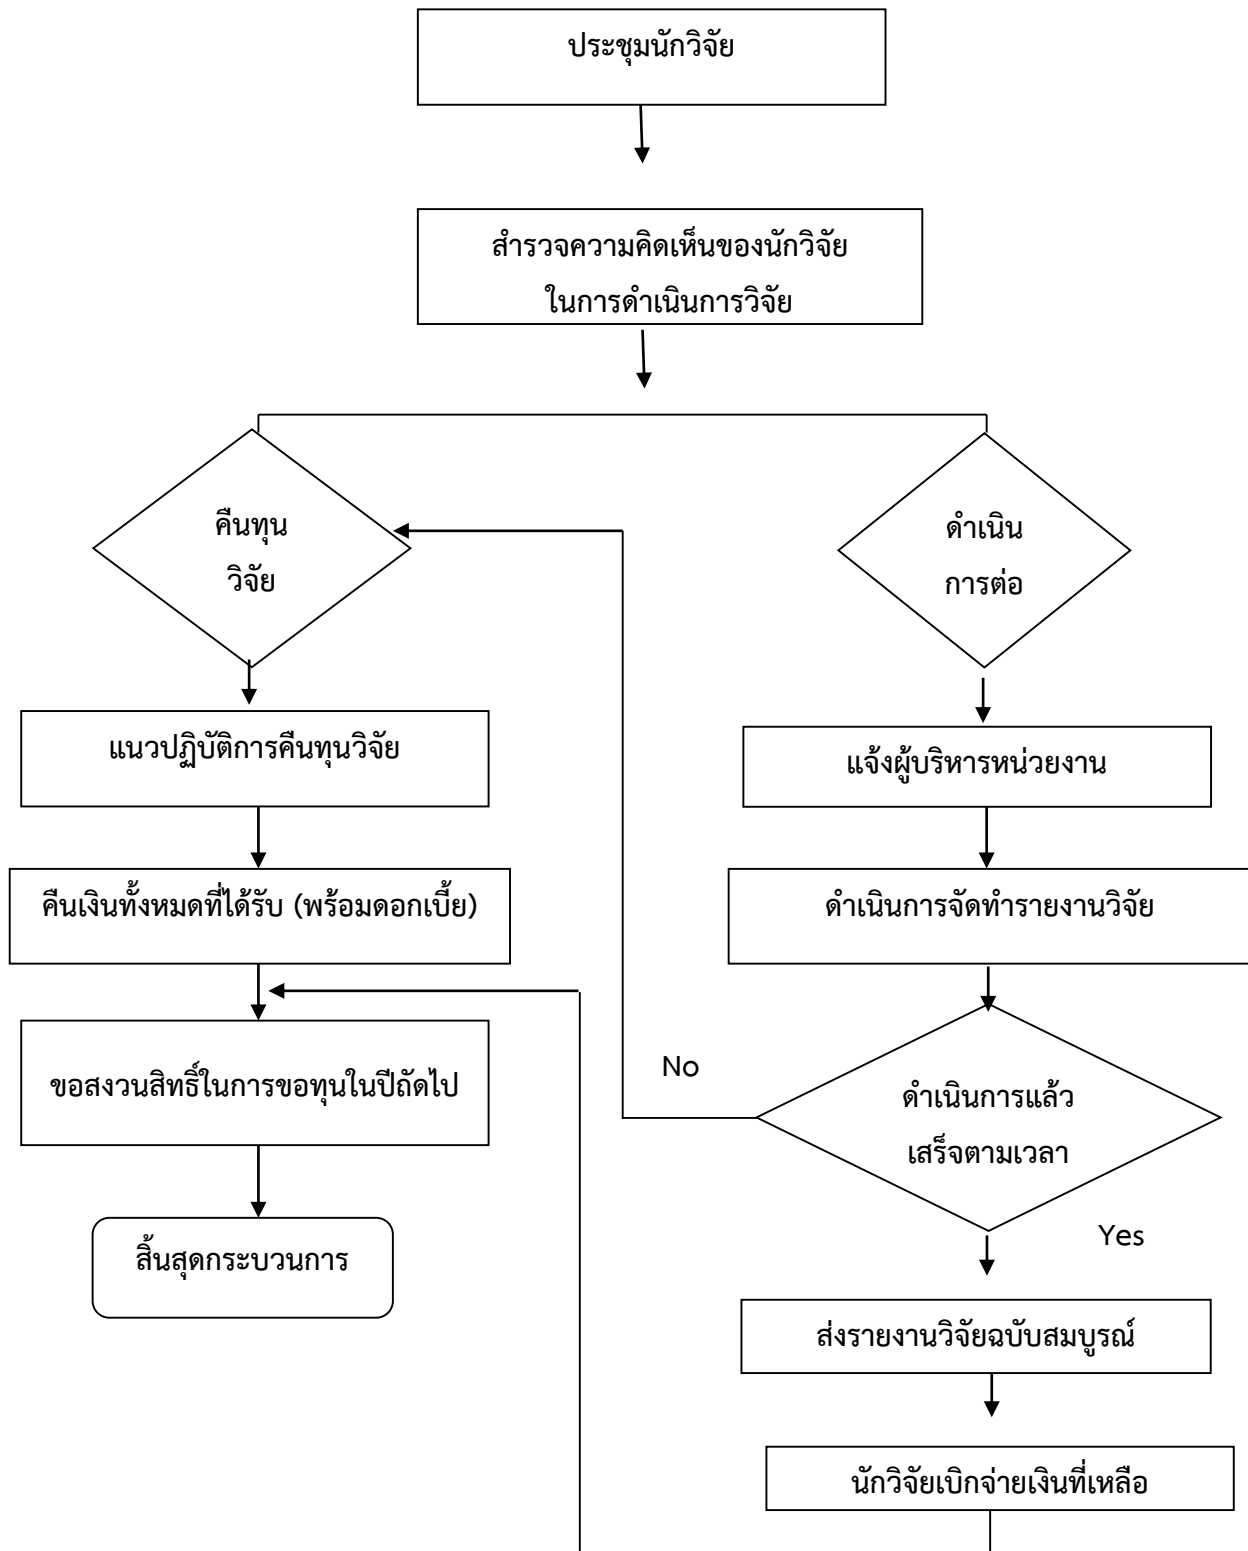 ประชุมนักวิจัย
สำรวจความคิดเห็นของนักวิจัย
ในการดำเนินการวิจัย
คืนทุน
วิจัย
ดำเนิน
การต่อ
แนวปฏิบัติการคืนทุนวิจัย
แจ้งผู้บริหารหน่วยงาน
คืนเงินทั้งหมดที่ได้รับ (พร้อมดอกเบี้ย)
ดำเนินการจัดทำรายงานวิจัย
ขอสงวนสิทธิ์ในการขอทุนในปีถัดไป
No
ดำเนินการแล้ว
เสร็จตามเวลา
Yes
สิ้นสุดกระบวนการ
ส่งรายงานวิจัยฉบับสมบูรณ์
นักวิจัยเบิกจ่ายเงินที่เหลือ